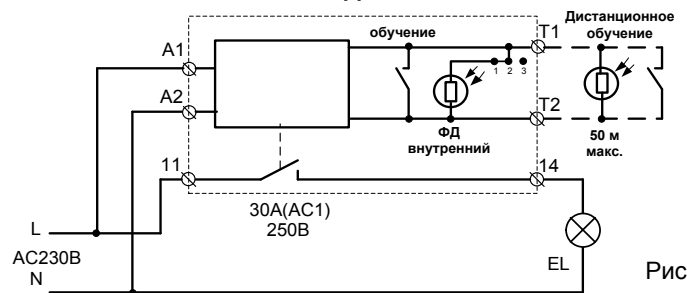 Дистанционное
обучение
обучение
T1
A1
1 2 3
A2
T2
ФД
внутренний
50 м
макс.
11
14
30А(АС1)
250В
L
АС230В
N
EL
Рис